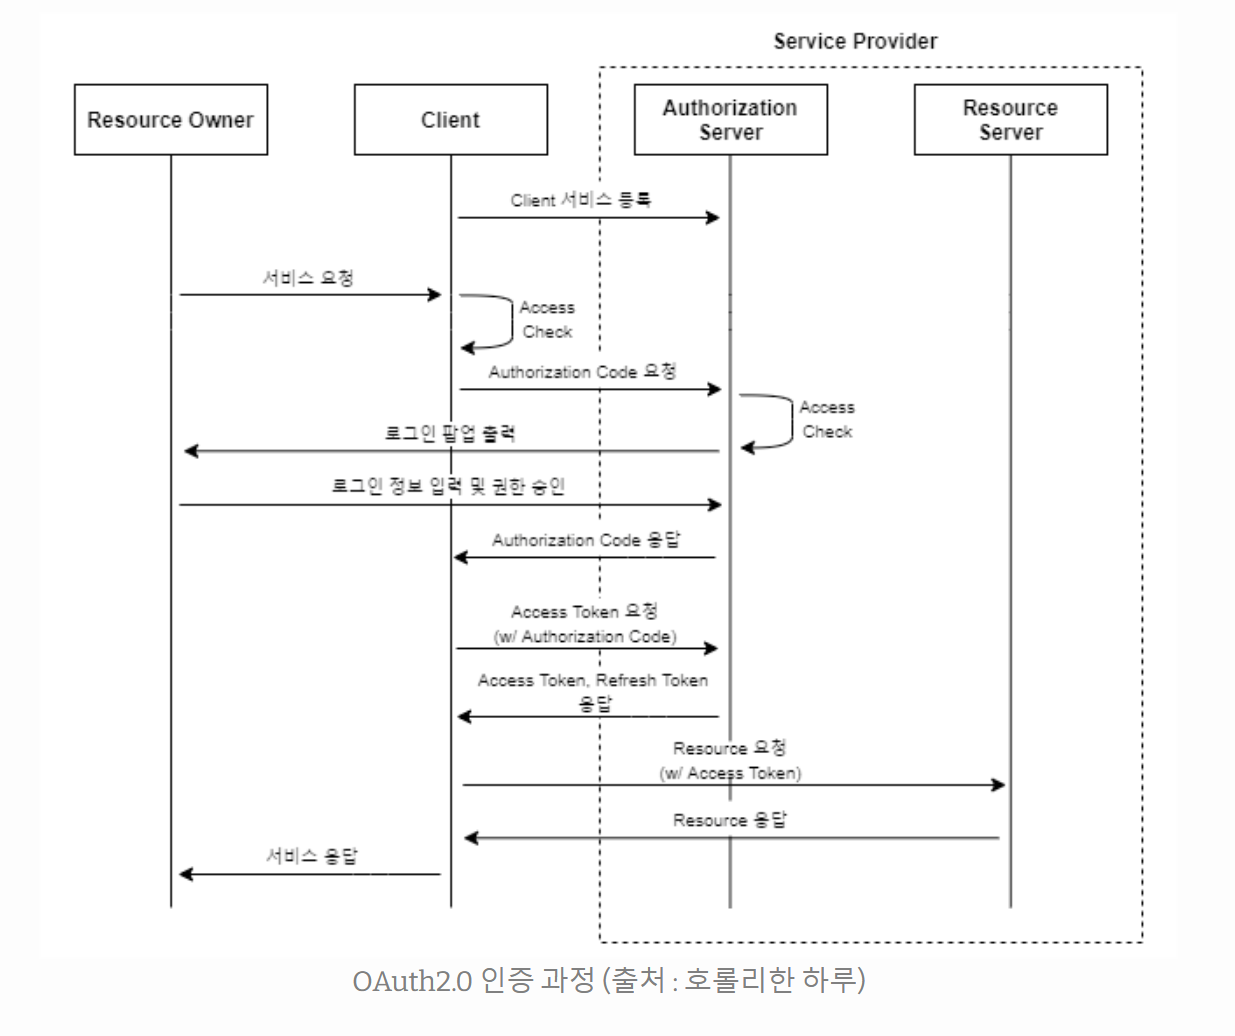 Service Provider
Resource Owner
Client
Authorization
Server
Resource
Server
Client 서비스 등록
서비스 요청
Access
Check
Authorization Code 요청
Access
Check
로그인 팝업 출력
로그인 정보 입력 및 권한 승인
Authorization Code 응답
Access Token 요청
(w/ Authorization Code)
Access Token, Refresh Token
응답
Resource 요청
(w/ Access Token)
Resource 응답
서비스 응답
OAuth2.0 인증 과정 (출처 : 호롤리한 하루)